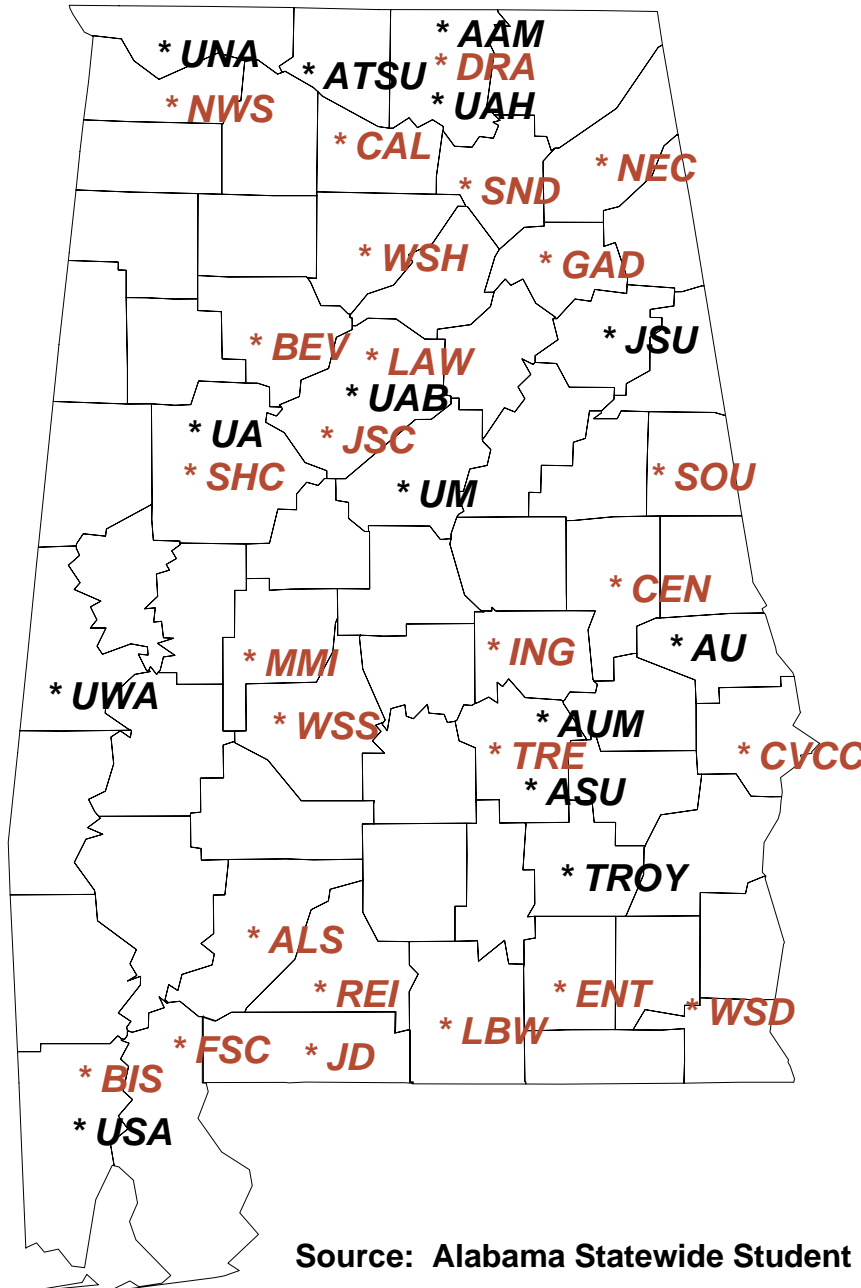 * AAM
* UNA
* DRA
* ATSU
* NWS
* UAH
* CAL
* NEC
* SND
* WSH
* GAD
* JSU
* BEV
* LAW
* UAB
* UA
* JSC
* SHC
* SOU
* UM
* CEN
* AU
* ING
* MMI
* UWA
* WSS
* AUM
* TRE
* CVCC
* ASU
* TROY
* ALS
* REI
* ENT
* WSD
* LBW
* FSC
* JD
* BIS
* USA
Source: Alabama Statewide Student